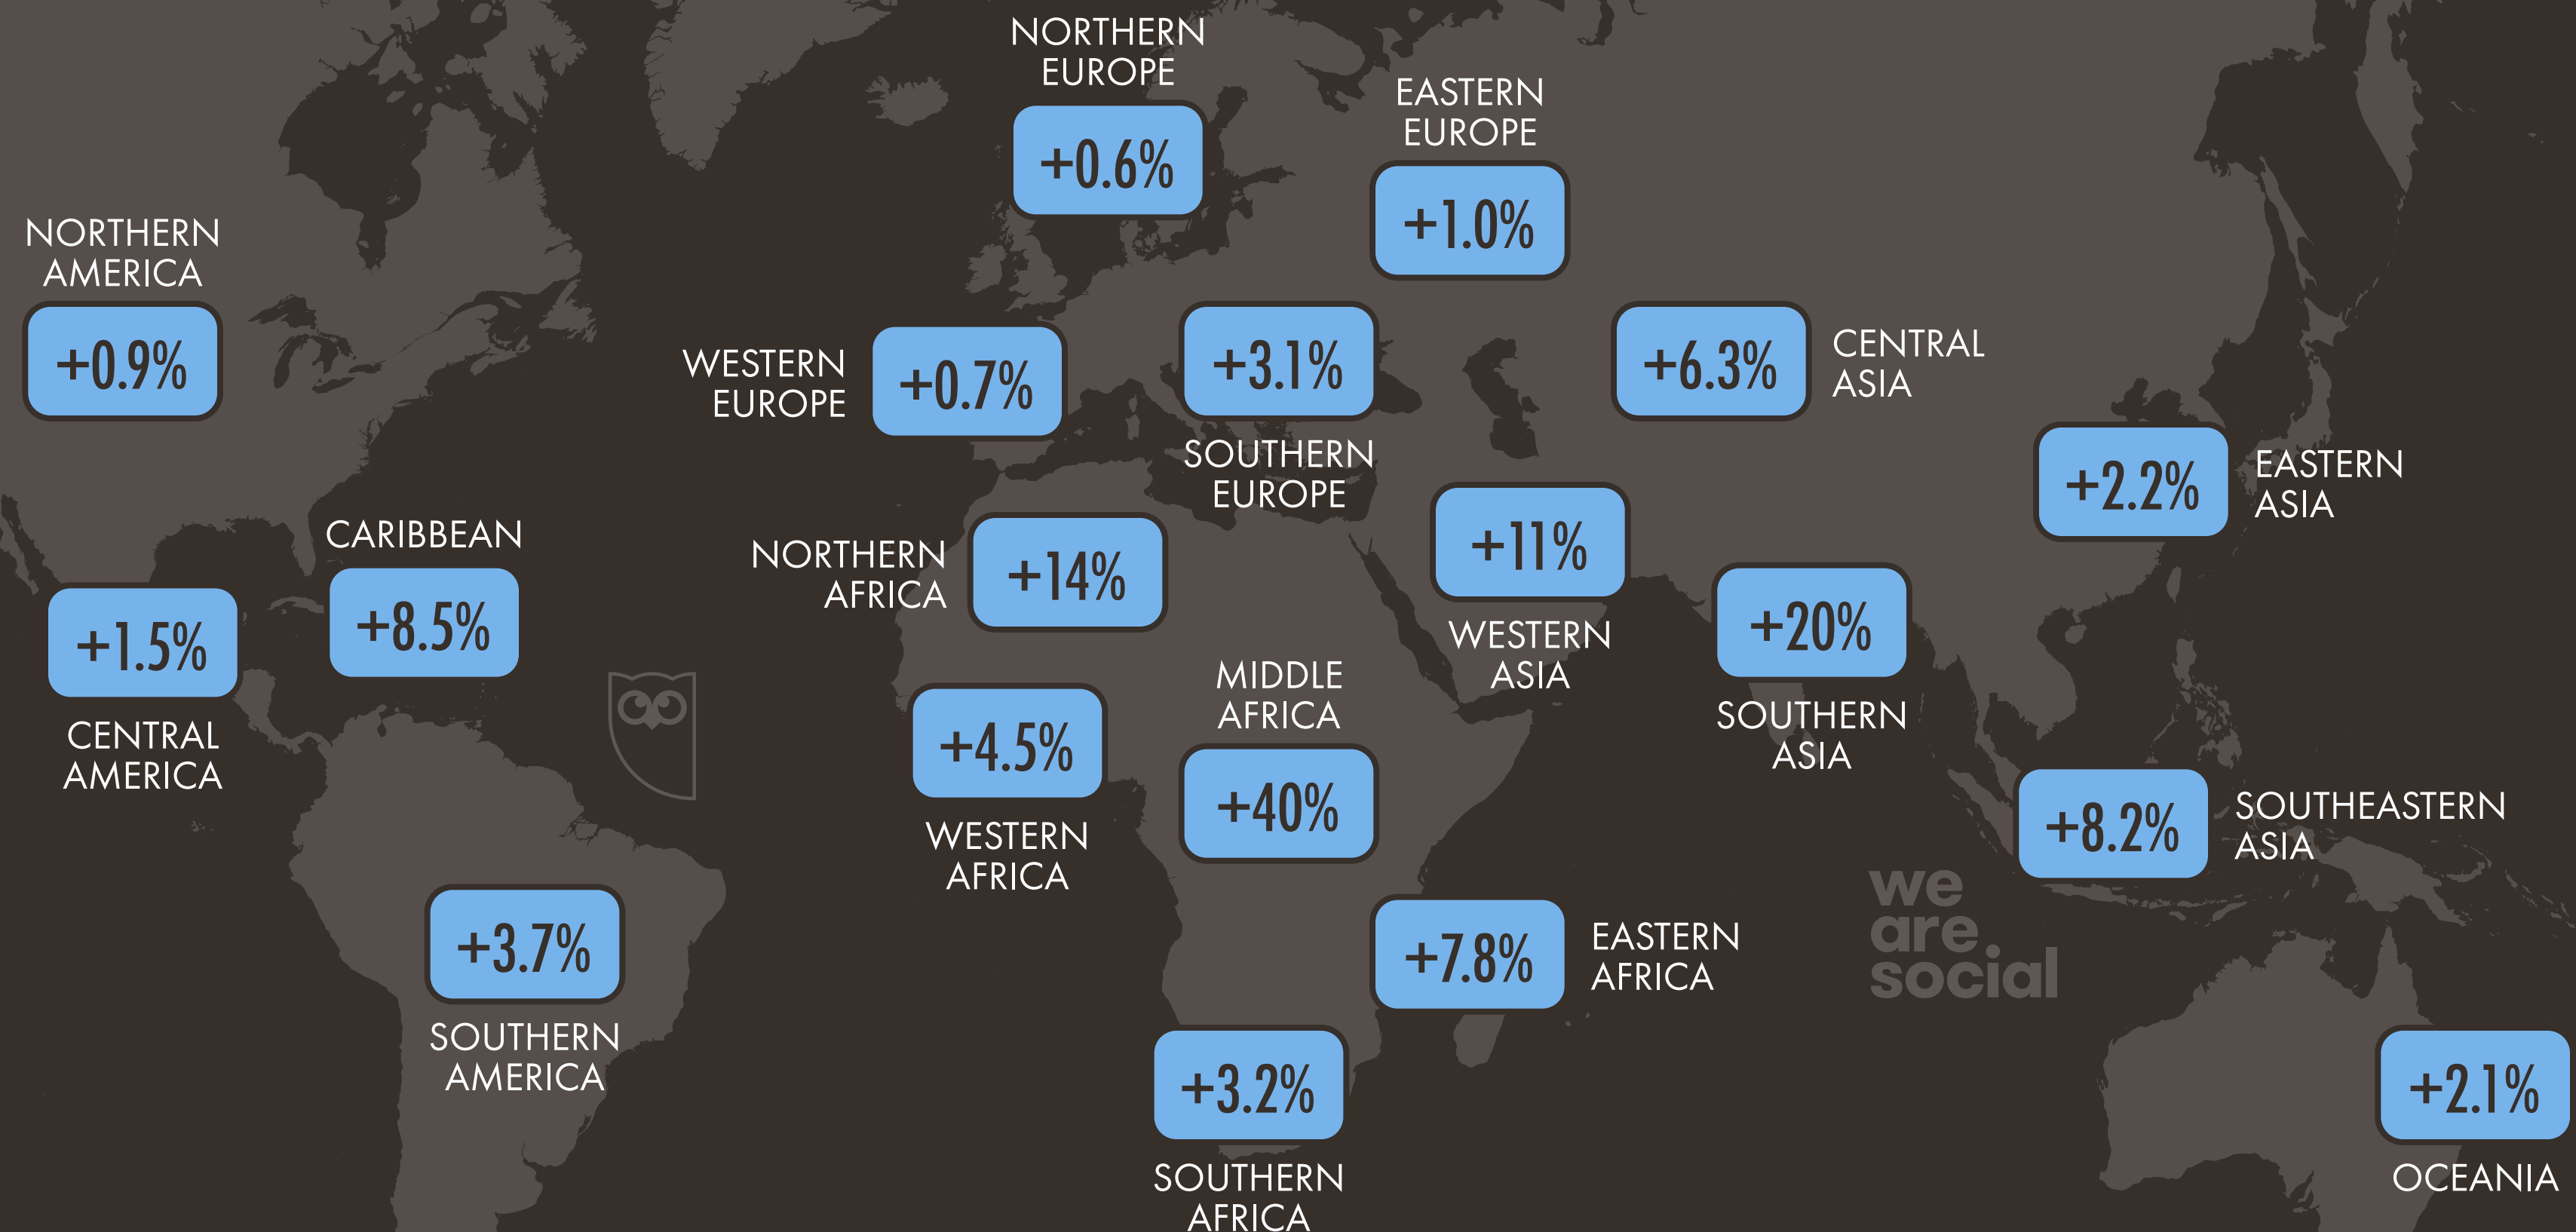 NORTHERN
EUROPE
+0.6%
EASTERN
EUROPE
+1.0%
NORTHERN
AMERICA
+0.9%
WESTERN
EUROPE
+0.7%
+3.1%
SOUTHERN
EUROPE
+6.3%
CENTRAL
ASIA
+2.2%
EASTERN
ASIA
CARIBBEAN
+8.5%
NORTHERN
AFRICA
+14%
+11%
WESTERN
ASIA
+20%
SOUTHERN
ASIA
+1.5%
CENTRAL
AMERICA
+4.5%
WESTERN
AFRICA
MIDDLE
AFRICA
+40%
+8.2%
SOUTHEASTERN
ASIA
we
are
social
+3.7%
SOUTHERN
AMERICA
+7.8%
EASTERN
AFRICA
+3.2%
SOUTHERN
AFRICA
+2.1%
OCEANIA